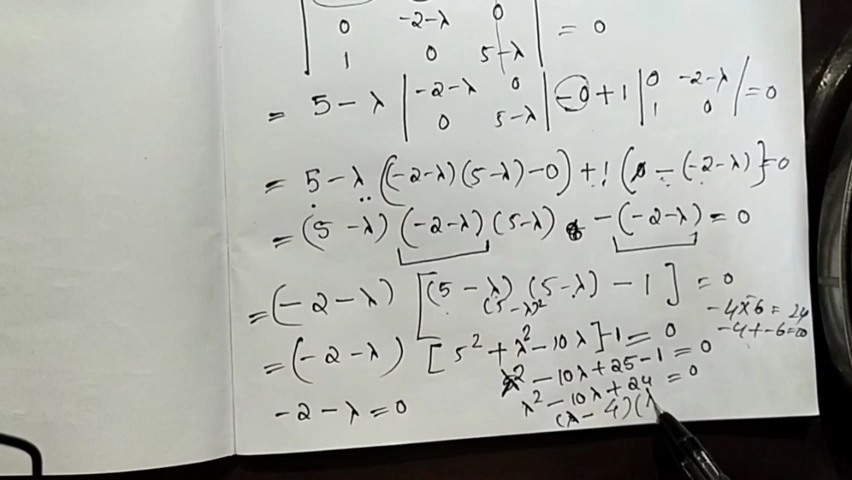 0 -2-λ 0
1 0 5-λ = 0
= 5-λ |-2-λ 0 0 5-λ| -0+1 |0 -2-λ 1 0| =0
= 5-λ ((-2-λ)(5-λ)-0) +1 (0 - (-2-λ)]=0
= (5-λ) (-2-λ) (5-λ) - (-2-λ) = 0
= (-2-λ) [(5-λ) (5-λ) - 1] = 0
(5-λ)²
-4×-6 = 24
-4+-6=
= (-2-λ) [5²+λ²-10λ]-1 = 0
λ² - 10λ + 25 - 1 = 0
-2-λ = 0
λ² - 10λ + 24 = 0
(λ - 4)(λ